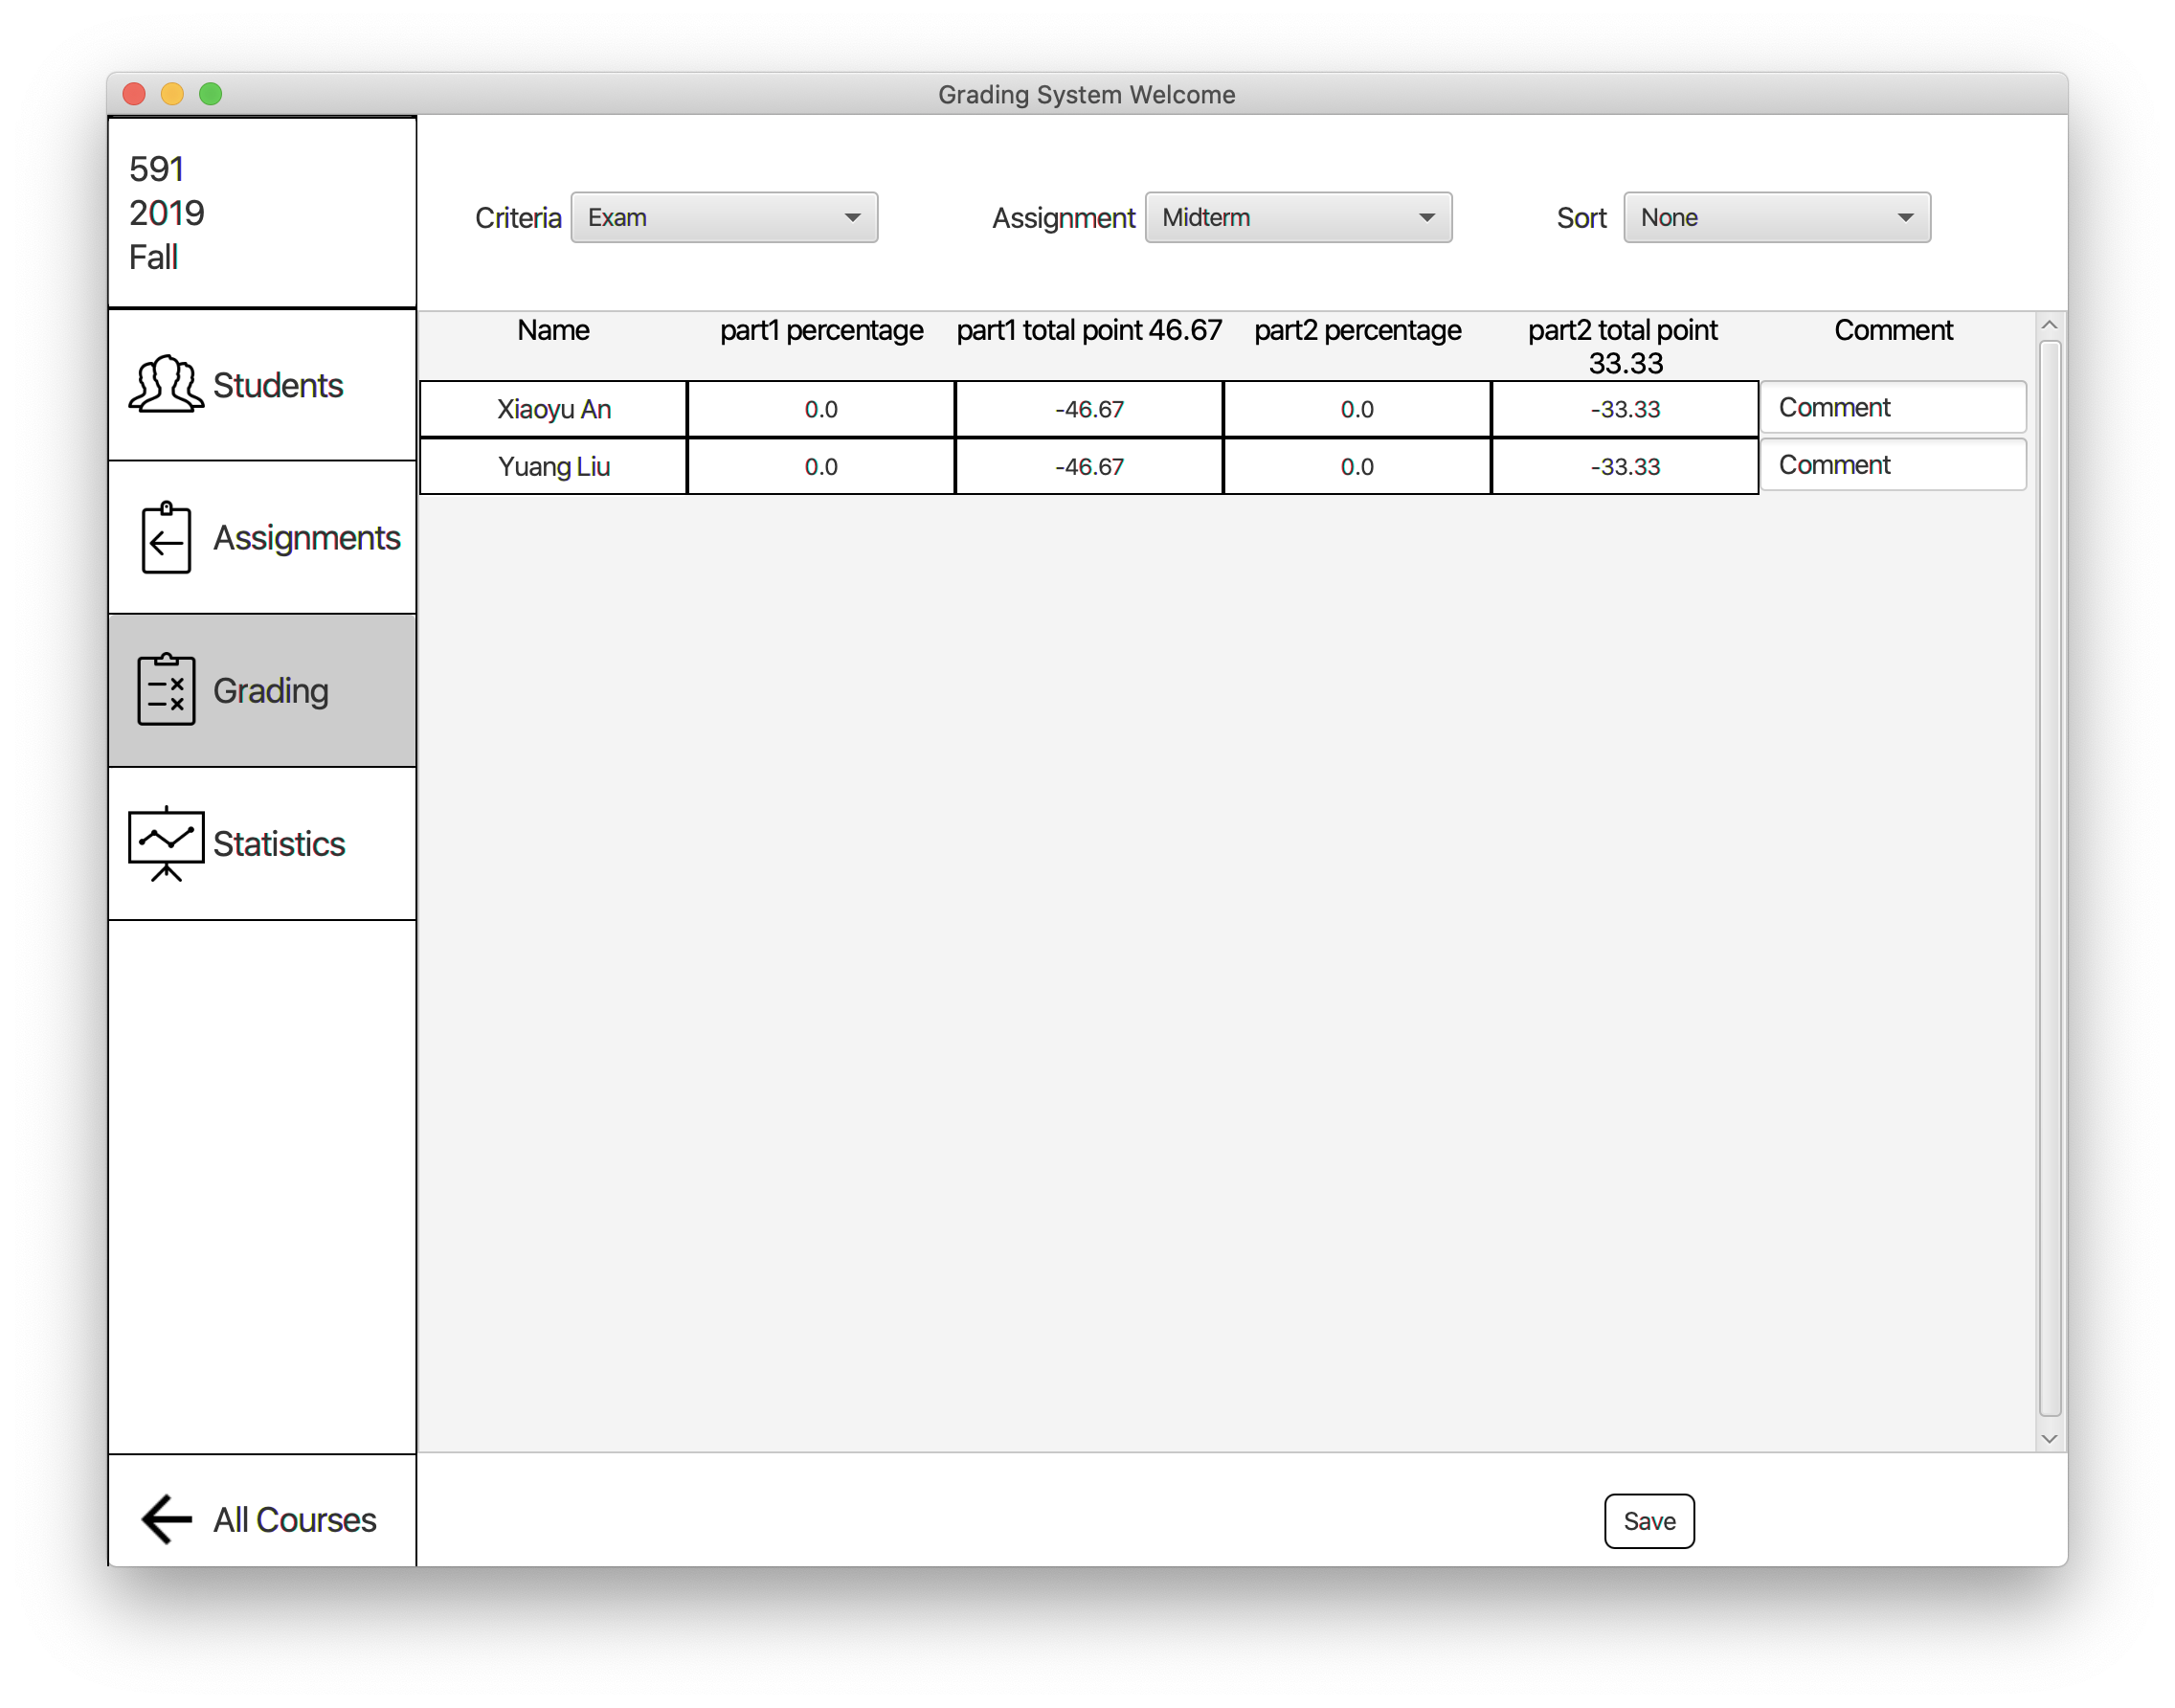 Grading System Welcome
591
2019
Fall
Criteria Exam Assignment Midterm Sort None
Students
Assignments
Grading
Statistics
All Courses
Name part1 percentage part1 total point 46.67 part2 percentage part2 total point Comment
33.33
Xiaoyu An 0.0 -46.67 0.0 -33.33 Comment
Yuang Liu 0.0 -46.67 0.0 -33.33 Comment
Save